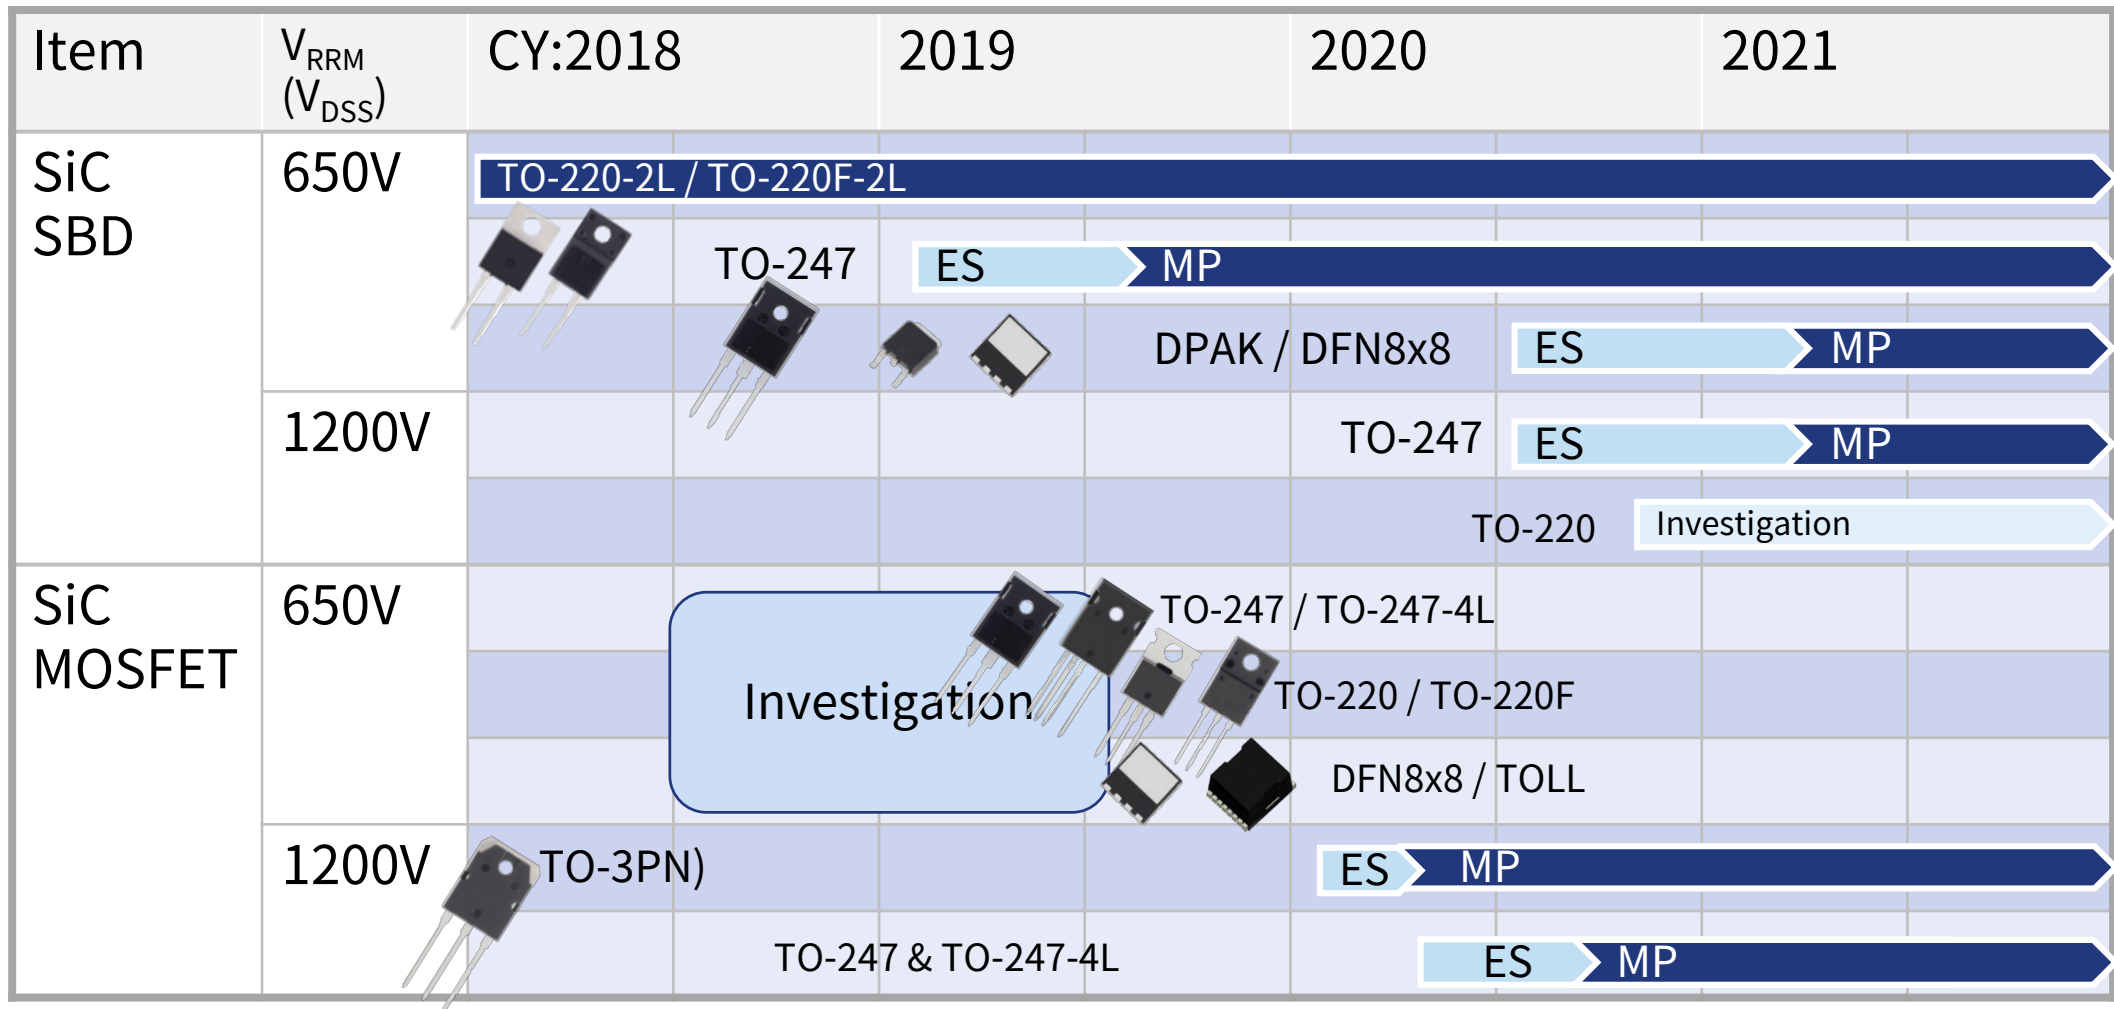 Item
V_RRM
(V_DSS)
CY:2018
2019
2020
2021
SiC
SBD
650V
TO-220-2L / TO-220F-2L
TO-247
ES
MP
DPAK / DFN8x8
ES
MP
1200V
TO-247
ES
MP
TO-220
Investigation
SiC
MOSFET
650V
Investigation
TO-247 / TO-247-4L
TO-220 / TO-220F
DFN8x8 / TOLL
1200V
TO-3PN)
ES
MP
TO-247 & TO-247-4L
ES
MP